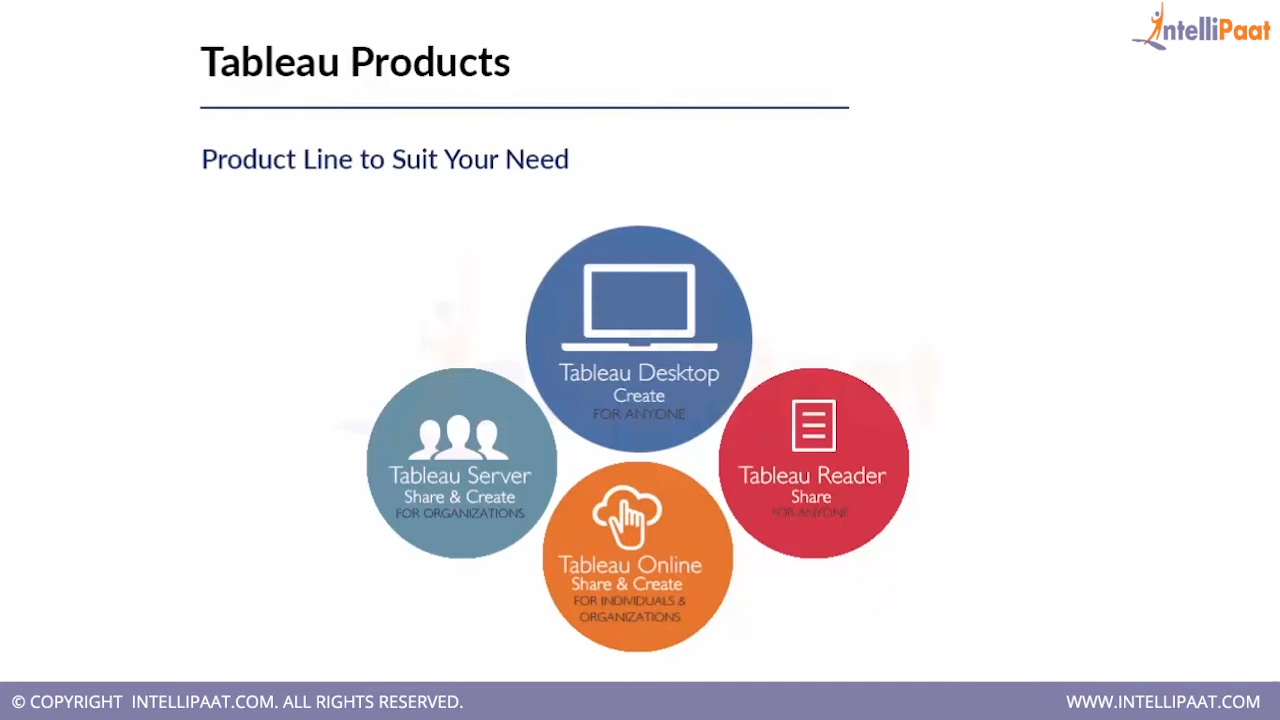 IntelliPaat
Tableau Products
Product Line to Suit Your Need
Tableau Desktop
Create
FOR ANYONE
Tableau Server
Share & Create
FOR ORGANIZATIONS
Tableau Reader
Share
FOR ANYONE
Tableau Online
Share & Create
FOR INDIVIDUALS &
ORGANIZATIONS
© COPYRIGHT INTELLIPAAT.COM. ALL RIGHTS RESERVED.
WWW.INTELLIPAAT.COM